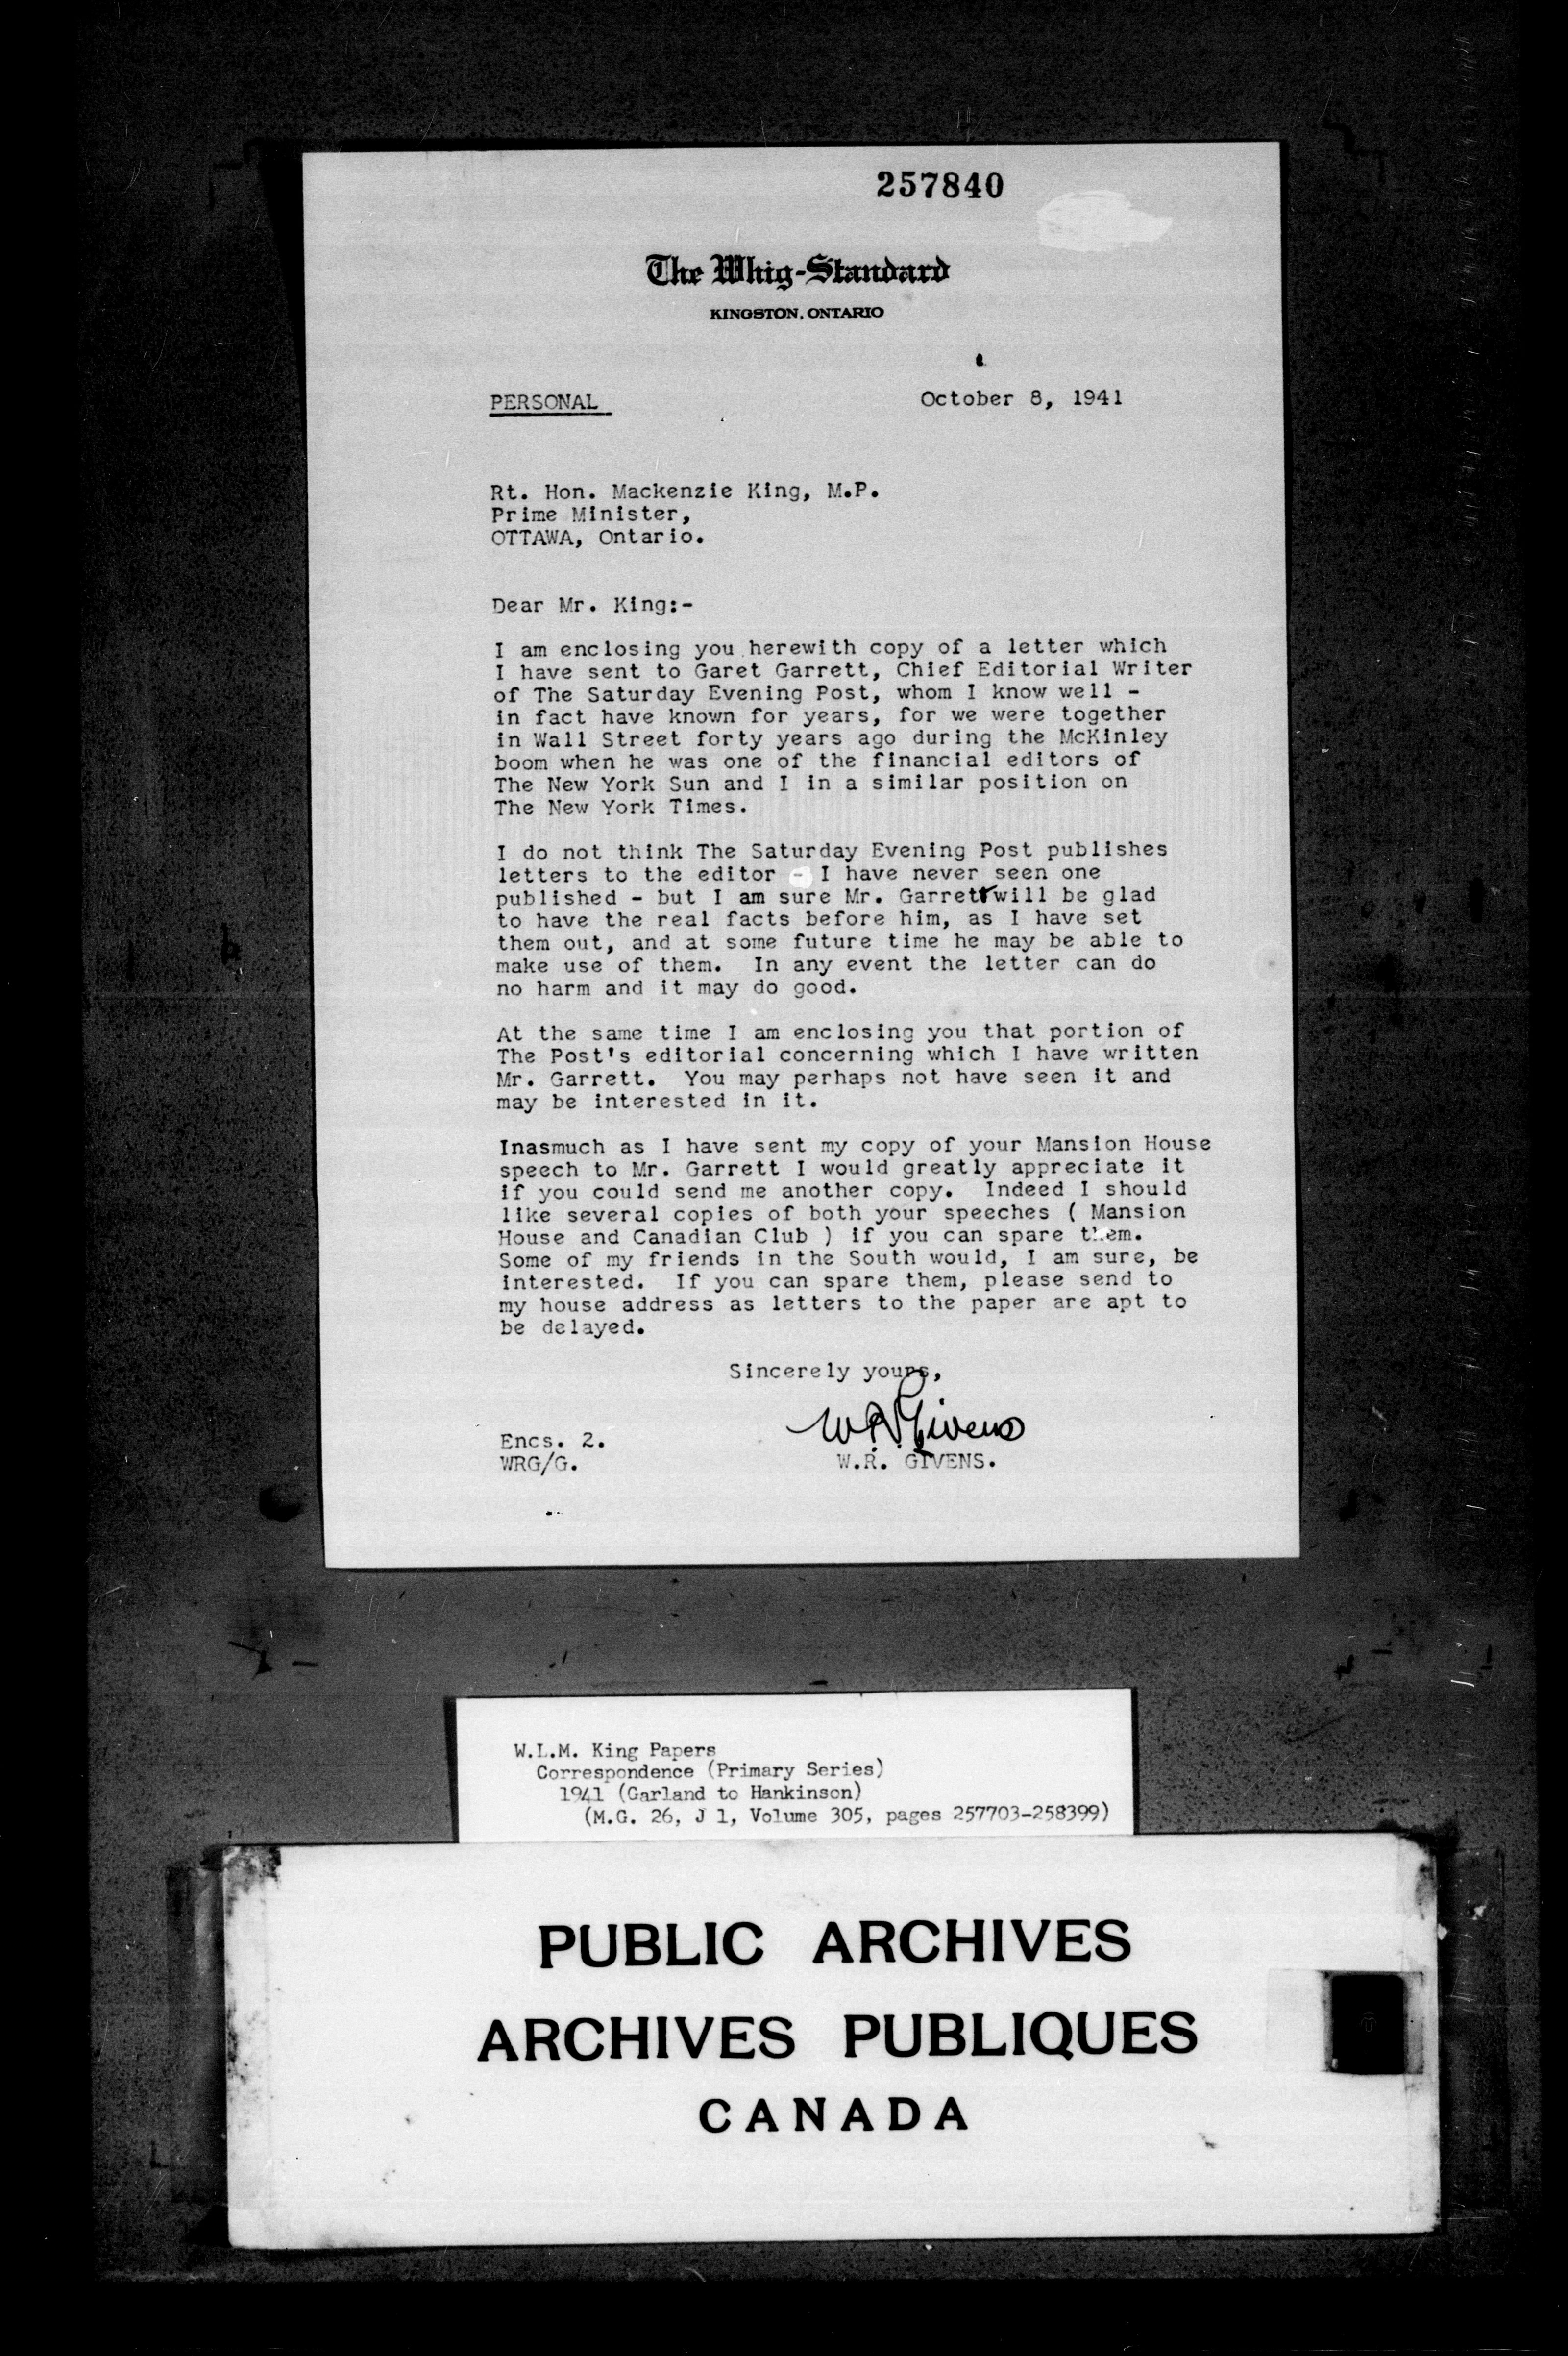 257840
The Whig-Standard
KINGSTON, ONTARIO
PERSONAL
October 8, 1941
Rt. Hon. Mackenzie King, M.P.
Prime Minister,
OTTAWA, Ontario.
Dear Mr. King:-
I am enclosing you herewith copy of a letter which
I have sent to Garet Garrett, Chief Editorial Writer
of The Saturday Evening Post, whom I know well -
in fact have known for years, for we were together
in Wall Street forty years ago during the McKinley
boom when he was one of the financial editors of
The New York Sun and I in a similar position on
The New York Times.
I do not think The Saturday Evening Post publishes
letters to the editor - I have never seen one
published - but I am sure Mr. Garrett will be glad
to have the real facts before him, as I have set
them out, and at some future time he may be able to
make use of them. In any event the letter can do
no harm and it may do good.
At the same time I am enclosing you that portion of
The Post's editorial concerning which I have written
Mr. Garrett. You may perhaps not have seen it and
may be interested in it.
Inasmuch as I have sent my copy of your Mansion House
speech to Mr. Garrett I would greatly appreciate it
if you could send me another copy. Indeed I should
like several copies of both your speeches ( Mansion
House and Canadian Club ) if you can spare them.
Some of my friends in the South would, I am sure, be
interested. If you can spare them, please send to
my house address as letters to the paper are apt to
be delayed.
Sincerely yours,
W.R. Givens
Encs. 2.
WRG/G.
W.R. GIVENS.
W.L.M. King Papers
Correspondence (Primary Series)
1941 (Garland to Hankinson)
(M.G. 26, J 1, Volume 305, pages 257703-258399)
PUBLIC ARCHIVES
ARCHIVES PUBLIQUES
CANADA